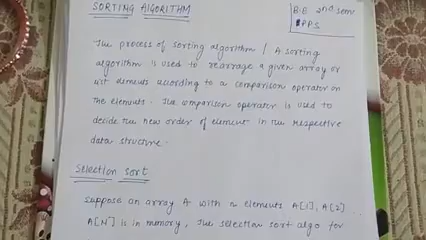 SORTING ALGORITHM
B.E 2nd sem
PPS
The process of sorting algorithm / A sorting
algorithm is used to rearrage a given array or
list elements according to a comparison operator on
the elements. The comparison operator is used to
decide the new order of element in the respective
data structure.
Selection sort
Suppose an array A with n elements A[1], A[2]
A[N] is in memory, The selection sort algo for